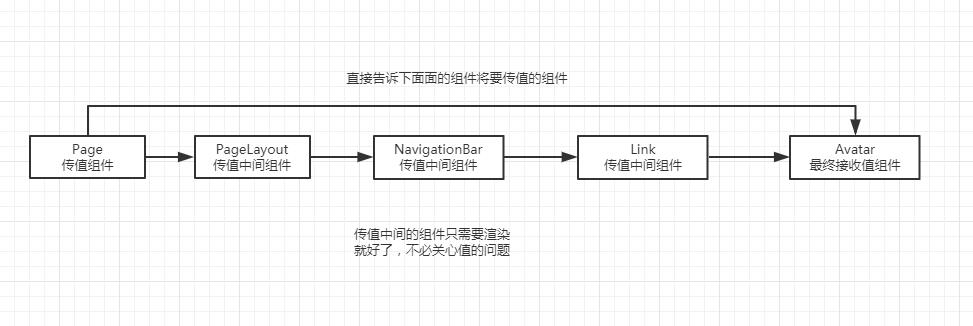 直接告诉下面面的组件将要传值的组件
Page
传值组件
PageLayout
传值中间组件
NavigationBar
传值中间组件
Link
传值中间组件
Avatar
最终接收值组件
传值中间的组件只需要渲染
就好了，不必关心值的问题